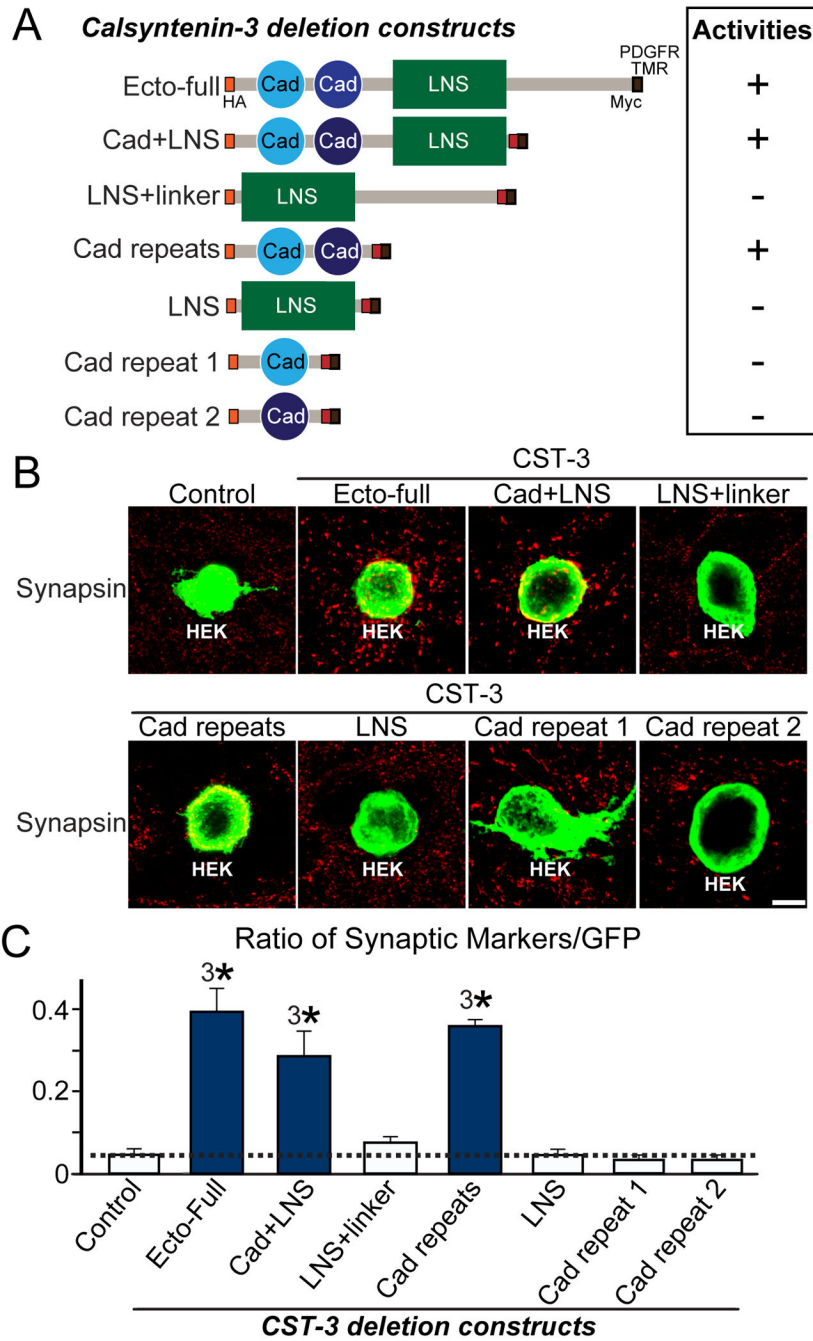 A
Calsyntenin-3 deletion constructs
Activities
PDGFR
TMR
Ecto-full
HA
Cad
Cad
LNS
Myc
+
Cad+LNS
Cad
Cad
LNS
+
LNS+linker
LNS
-
Cad repeats
Cad
Cad
+
LNS
LNS
-
Cad repeat 1
Cad
-
Cad repeat 2
Cad
-
B
CST-3
Control
Ecto-full
Cad+LNS
LNS+linker
Synapsin
HEK
HEK
HEK
HEK
CST-3
Cad repeats
LNS
Cad repeat 1
Cad repeat 2
Synapsin
HEK
HEK
HEK
HEK
C
Ratio of Synaptic Markers/GFP
0.4
0.2
0
3*
3*
3*
Control
Ecto-Full
Cad+LNS
LNS+linker
Cad repeats
LNS
Cad repeat 1
Cad repeat 2
CST-3 deletion constructs